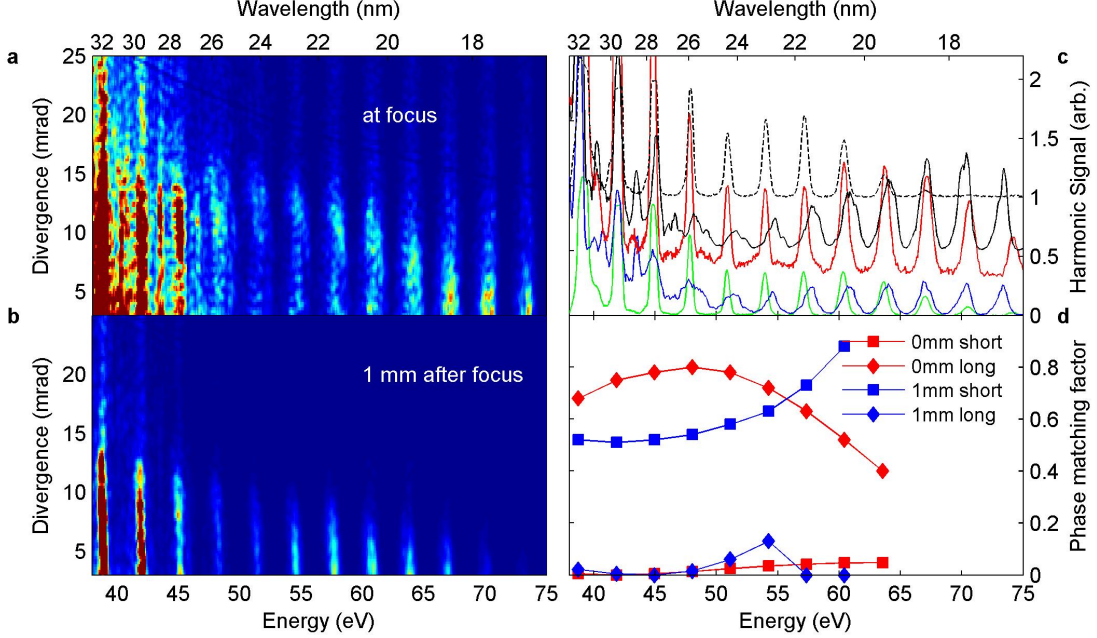 Wavelength (nm)
32 30 28 26 24 22 20 18
a
25
20
15
10
5
Divergence (mrad)
at focus
b
20
15
10
5
Divergence (mrad)
1 mm after focus
40 45 50 55 60 65 70 75
Energy (eV)
Wavelength (nm)
32 30 28 26 24 22 20 18
c
2
1.5
1
0.5
0
Harmonic Signal (arb.)
d
0mm short
0mm long
1mm short
1mm long
0.8
0.6
0.4
0.2
0
Phase matching factor
40 45 50 55 60 65 70 75
Energy (eV)